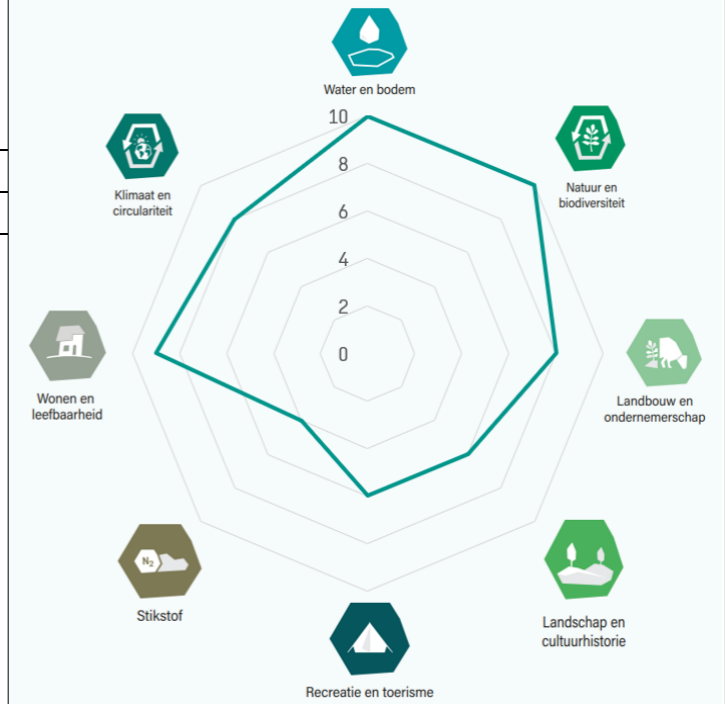 Water en bodem
10
8
6
4
2
0
Natuur en
biodiversiteit
Klimaat en
circulariteit
Landbouw en
ondernemerschap
Wonen en
leefbaarheid
N₂
Stikstof
Landschap en
cultuurhistorie
Recreatie en toerisme